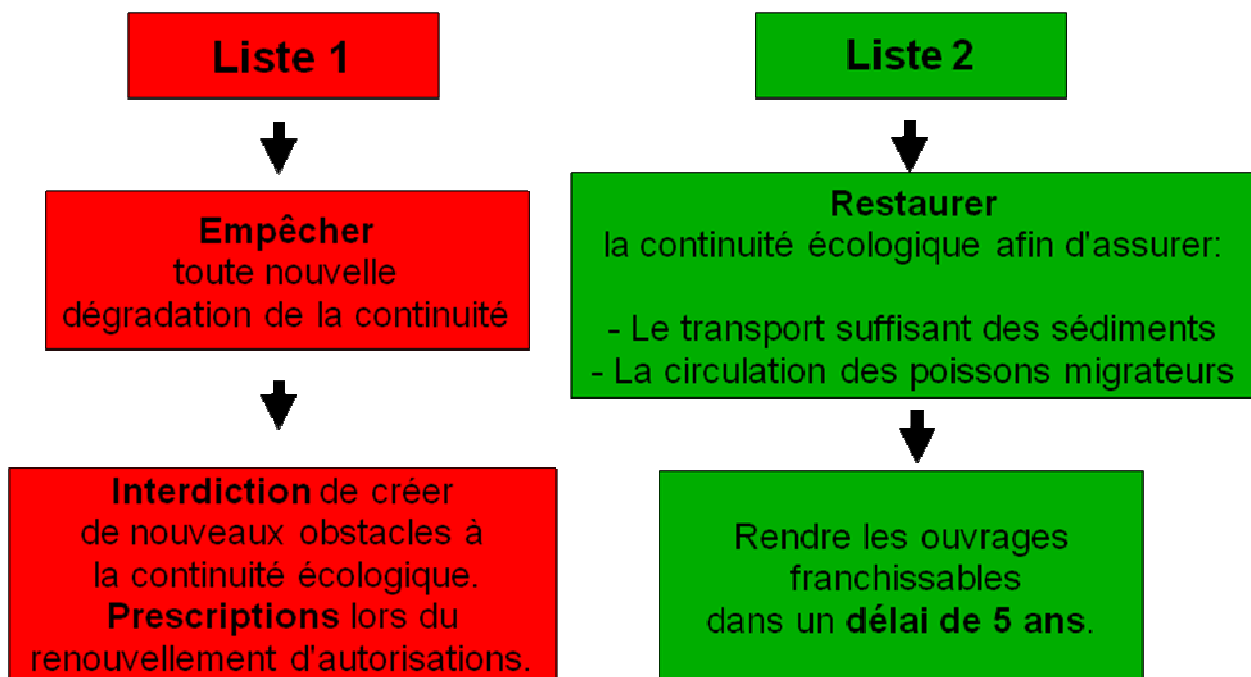 Liste 1
Empêcher
toute nouvelle
dégradation de la continuité
Interdiction de créer
de nouveaux obstacles à
la continuité écologique.
Prescriptions lors du
renouvellement d'autorisations.
Liste 2
Restaurer
la continuité écologique afin d'assurer:
- Le transport suffisant des sédiments
- La circulation des poissons migrateurs
Rendre les ouvrages
franchissables
dans un délai de 5 ans.